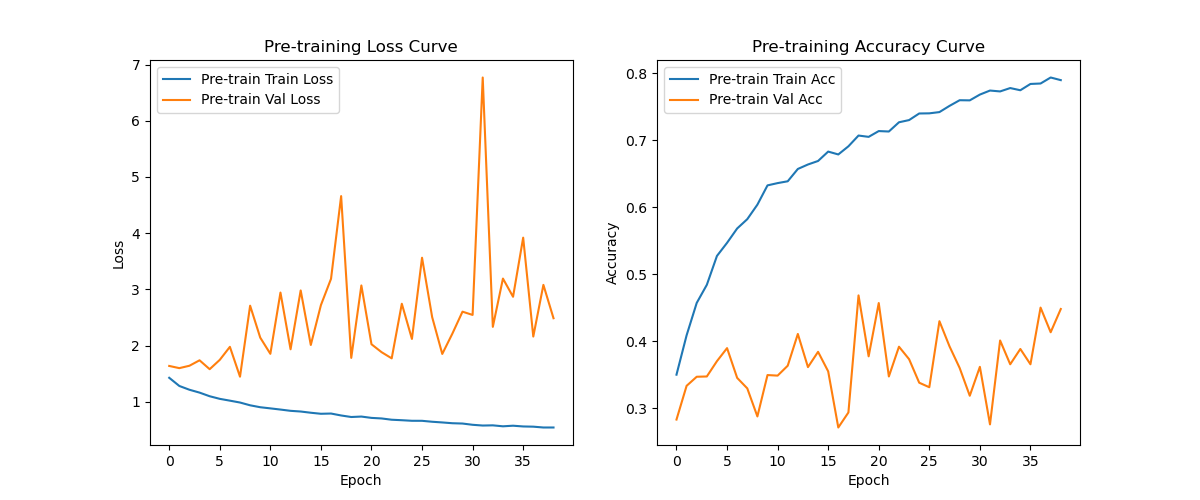 Pre-training Loss Curve
Pre-train Train Loss
Pre-train Val Loss
7
6
5
4
3
2
1
Loss
0 5 10 15 20 25 30 35
Epoch
Pre-training Accuracy Curve
Pre-train Train Acc
Pre-train Val Acc
0.8
0.7
0.6
0.5
0.4
0.3
Accuracy
0 5 10 15 20 25 30 35
Epoch